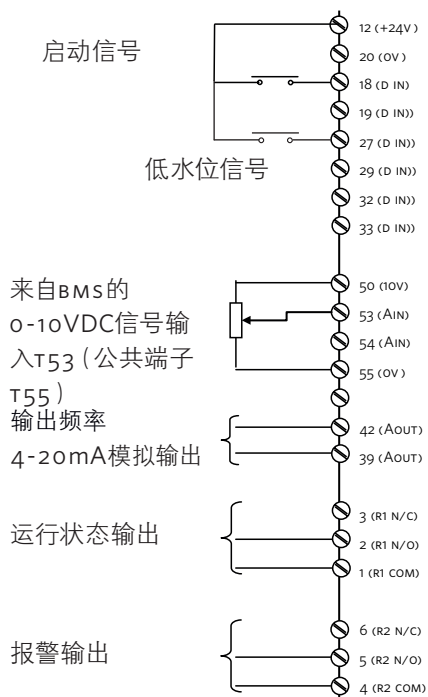 启动信号
12 (+24V)
20 (0V)
18 (D IN)
19 (D IN))
27 (D IN))
低水位信号
29 (D IN))
32 (D IN))
33 (D IN))
来自BMS的
0-10VDC信号输
入T53（公共端子
T55）
50 (10V)
53 (AIN)
54 (AIN)
55 (0V)
输出频率
4-20mA模拟输出
42 (AOUT)
39 (AOUT)
运行状态输出
3 (R1 N/C)
2 (R1 N/O)
1 (R1 COM)
报警输出
6 (R2 N/C)
5 (R2 N/O)
4 (R2 COM)